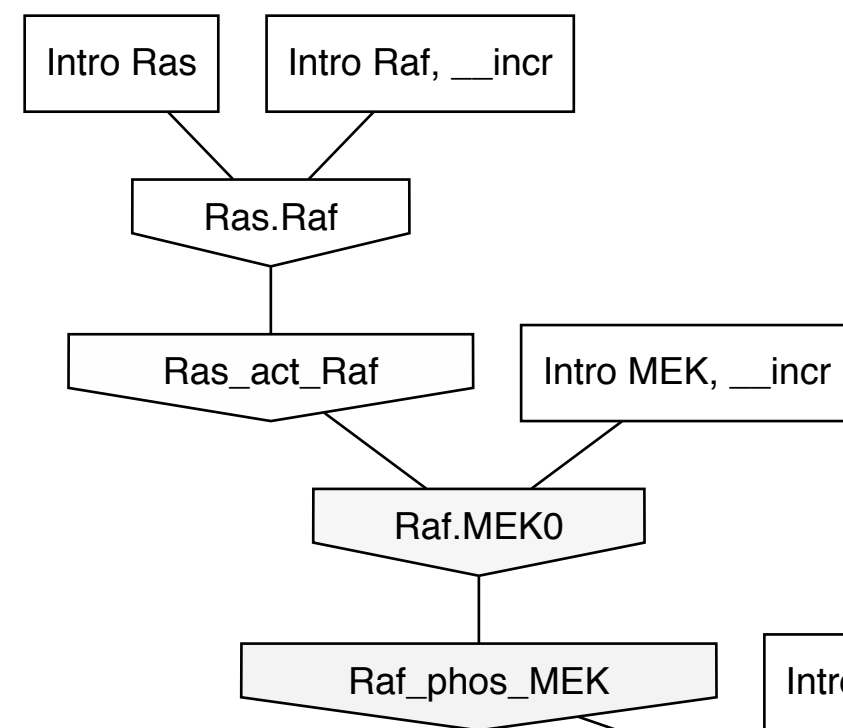 Intro Ras
Intro Raf, __incr
Ras.Raf
Ras_act_Raf
Intro MEK, __incr
Raf.MEK0
Raf_phos_MEK